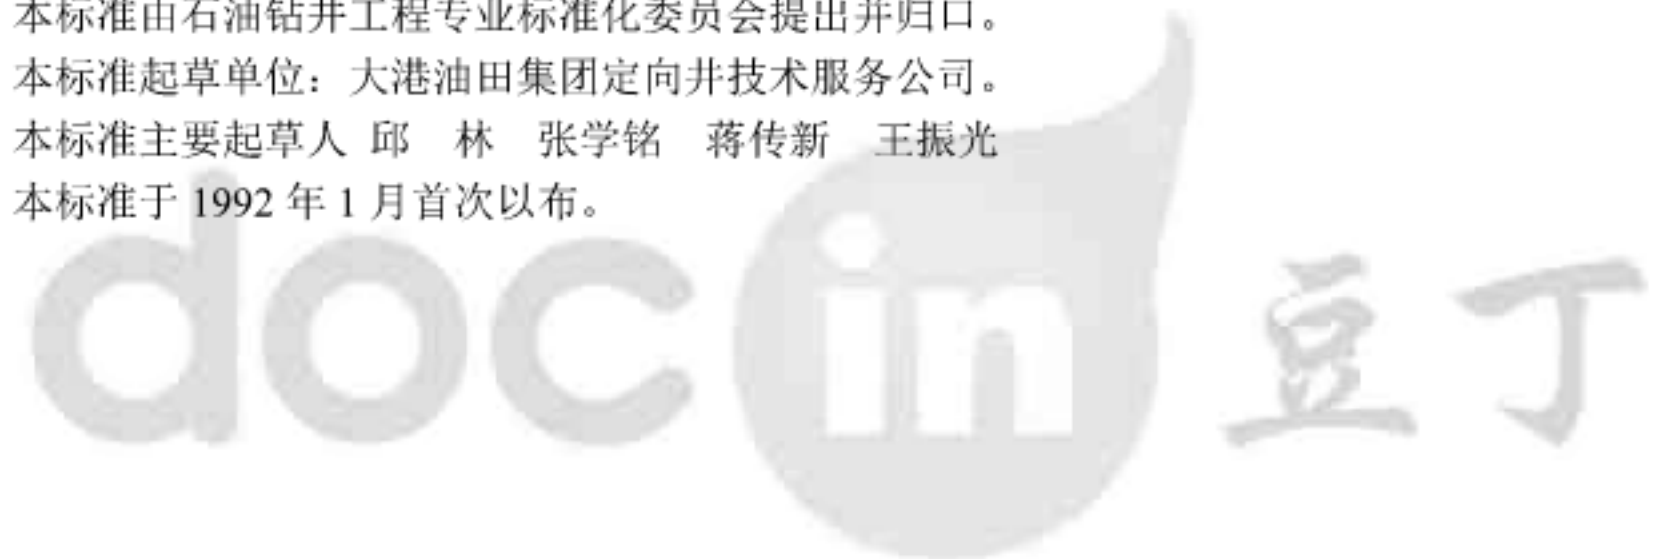 本标准由石油钻井工程专业标准化委员会提出并归口。
本标准起草单位：大港油田集团定向井技术服务公司。
本标准主要起草人 邱　林　张学铭　蒋传新　王振光
本标准于 1992 年 1 月首次以布。
docin 豆丁